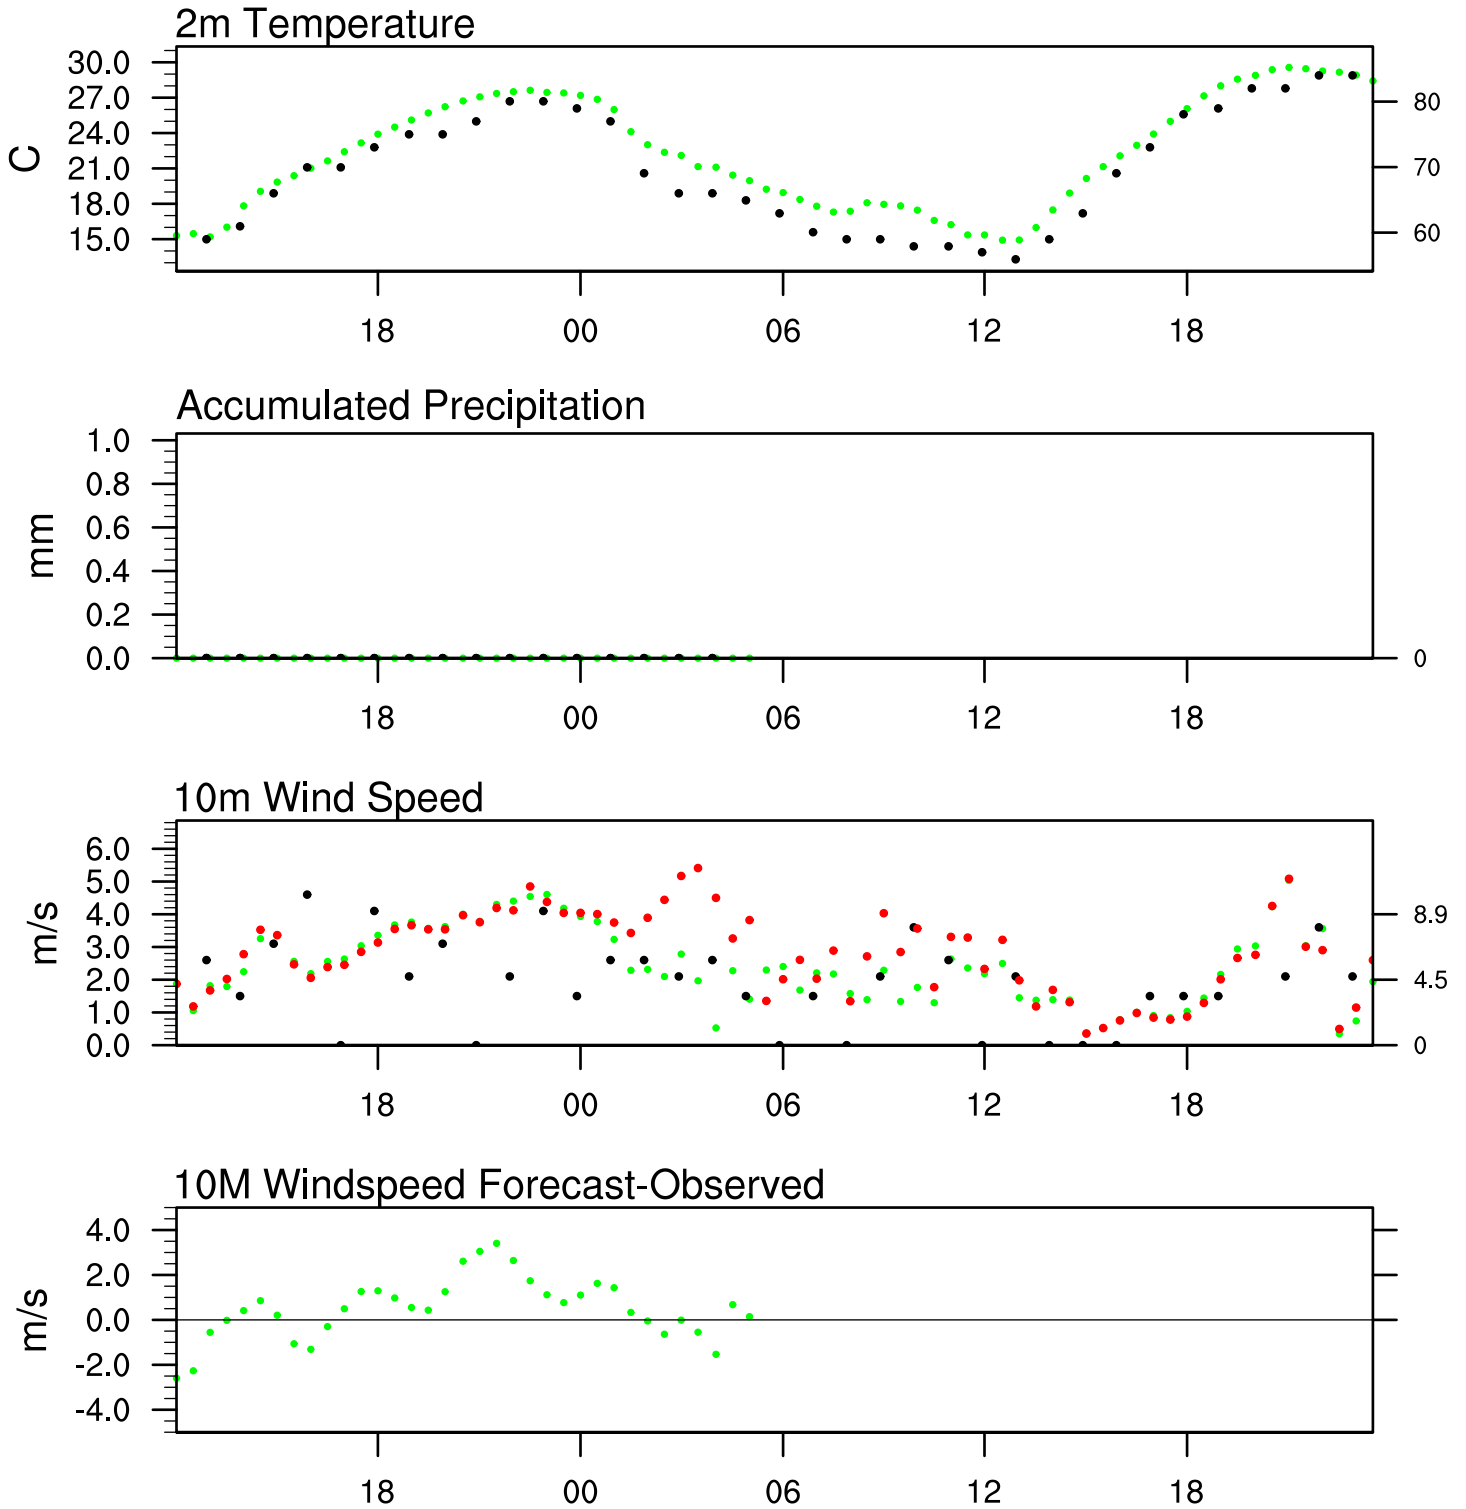 2m Temperature
30.0
27.0
24.0
21.0
18.0
15.0
C
80
70
60
18 00 06 12 18
Accumulated Precipitation
1.0
0.8
0.6
0.4
0.2
0.0
mm
0
18 00 06 12 18
10m Wind Speed
6.0
5.0
4.0
3.0
2.0
1.0
0.0
m/s
8.9
4.5
0
18 00 06 12 18
10M Windspeed Forecast-Observed
4.0
2.0
0.0
-2.0
-4.0
m/s
18 00 06 12 18